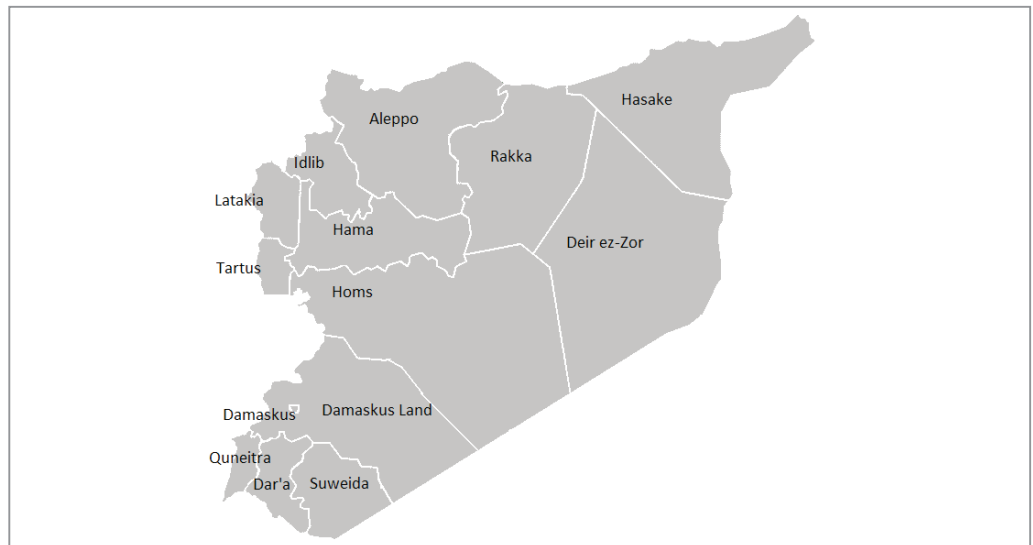 Hasake
Aleppo
Rakka
Idlib
Latakia
Hama
Deir ez-Zor
Tartus
Homs
Damaskus
Damaskus Land
Quneitra
Dar'a
Suweida